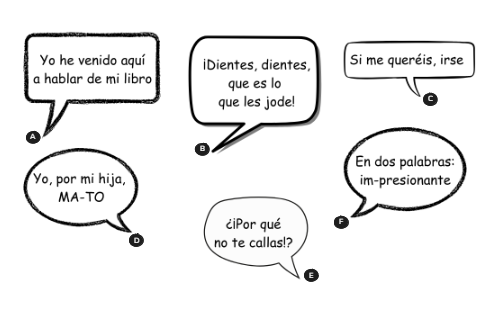 Yo he venido aquí
a hablar de mi libro
A
¡Dientes, dientes,
que es lo
que les jode!
B
Si me queréis, irse
C
Yo, por mi hija,
MA-TO
D
¿¡Por qué
no te callas!?
E
En dos palabras:
im-presionante
F